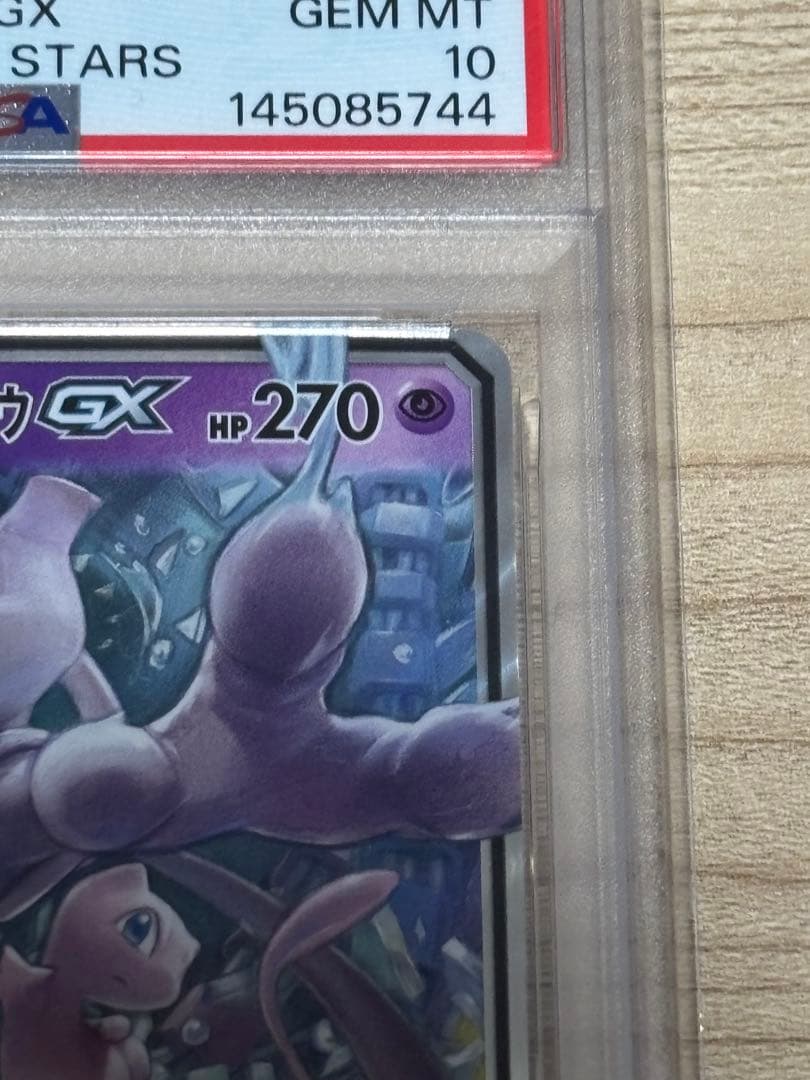 GX GEM MT
STARS 10
SA 145085744
ウGX HP270